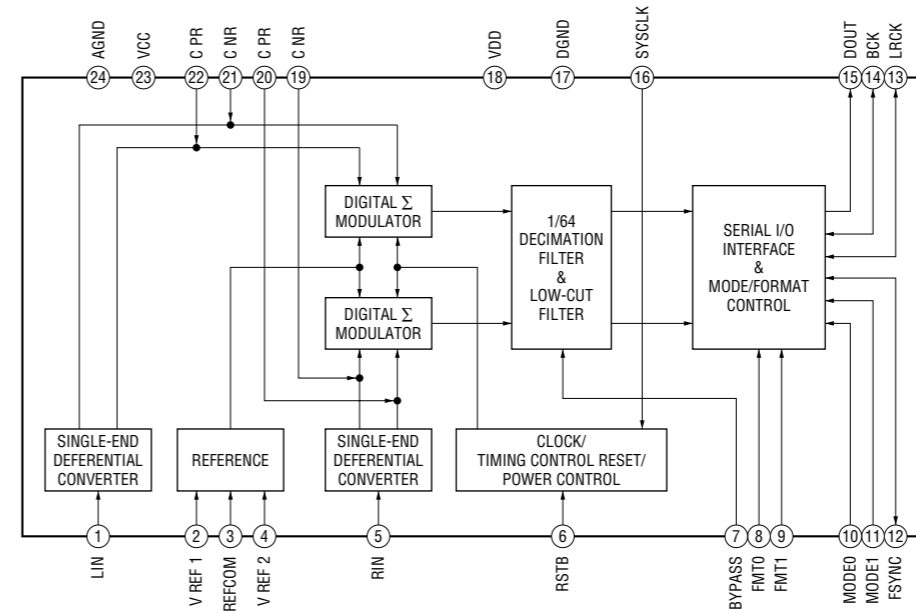 AGND
VCC
C PR
C NR
C PR
C NR
VDD
DGND
SYSCLK
DOUT
BCK
LRCK
24
23
22
21
20
19
18
17
16
15
14
13
DIGITAL Σ
MODULATOR
1/64
DECIMATION
FILTER
&
LOW-CUT
FILTER
SERIAL I/O
INTERFACE
&
MODE/FORMAT
CONTROL
DIGITAL Σ
MODULATOR
SINGLE-END
DEFERENTIAL
CONVERTER
REFERENCE
SINGLE-END
DEFERENTIAL
CONVERTER
CLOCK/
TIMING CONTROL RESET/
POWER CONTROL
1
2
3
4
5
6
7
8
9
10
11
12
LIN
V REF 1
REFCOM
V REF 2
RIN
RSTB
BYPASS
FMT0
FMT1
MODE0
MODE1
FSYNC